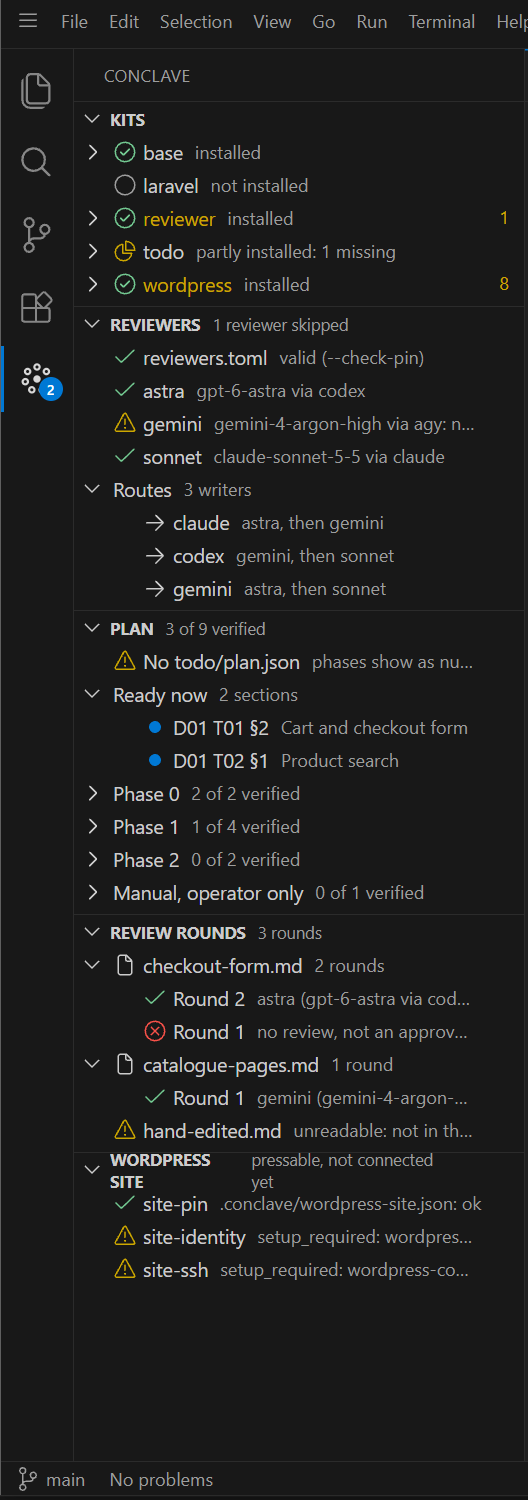 File Edit Selection View Go Run Terminal Help
CONCLAVE
KITS
base installed
laravel not installed
reviewer installed 1
todo partly installed: 1 missing
wordpress installed 8
REVIEWERS 1 reviewer skipped
reviewers.toml valid (--check-pin)
astra gpt-6-astra via codex
2
gemini gemini-4-argon-high via agy: n...
sonnet claude-sonnet-5-5 via claude
Routes 3 writers
claude astra, then gemini
codex gemini, then sonnet
gemini astra, then sonnet
PLAN 3 of 9 verified
No todo/plan.json phases show as nu...
Ready now 2 sections
D01 T01 §2 Cart and checkout form
D01 T02 §1 Product search
Phase 0 2 of 2 verified
Phase 1 1 of 4 verified
Phase 2 0 of 2 verified
Manual, operator only 0 of 1 verified
REVIEW ROUNDS 3 rounds
checkout-form.md 2 rounds
Round 2 astra (gpt-6-astra via cod...
Round 1 no review, not an approv...
catalogue-pages.md 1 round
Round 1 gemini (gemini-4-argon-...
hand-edited.md unreadable: not in th...
WORDPRESS SITE pressable, not connected yet
site-pin .conclave/wordpress-site.json: ok
site-identity setup_required: wordpres...
site-ssh setup_required: wordpress-co...
main No problems